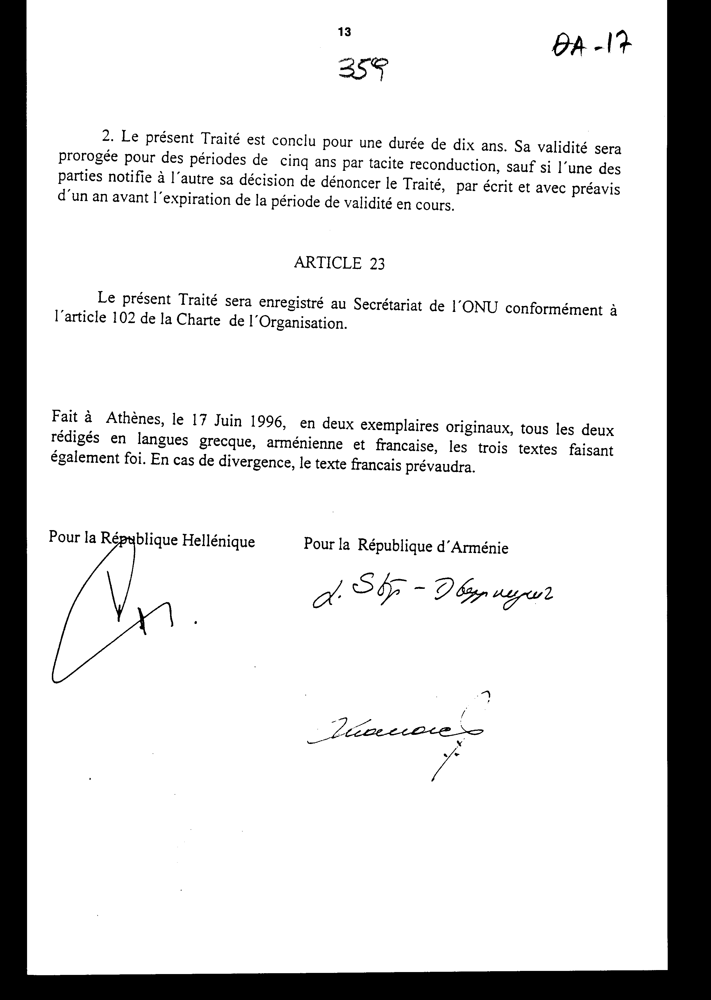 13
ΘA-17
359
2. Le présent Traité est conclu pour une durée de dix ans. Sa validité sera
prorogée pour des périodes de cinq ans par tacite reconduction, sauf si l´une des
parties notifie à l´autre sa décision de dénoncer le Traité, par écrit et avec préavis
d´un an avant l´expiration de la période de validité en cours.
ARTICLE 23
Le présent Traité sera enregistré au Secrétariat de l´ONU conformément à
l´article 102 de la Charte de l´Organisation.
Fait à Athènes, le 17 Juin 1996, en deux exemplaires originaux, tous les deux
rédigés en langues grecque, arménienne et francaise, les trois textes faisant
également foi. En cas de divergence, le texte francais prévaudra.
Pour la République Hellénique
Pour la République d´Arménie